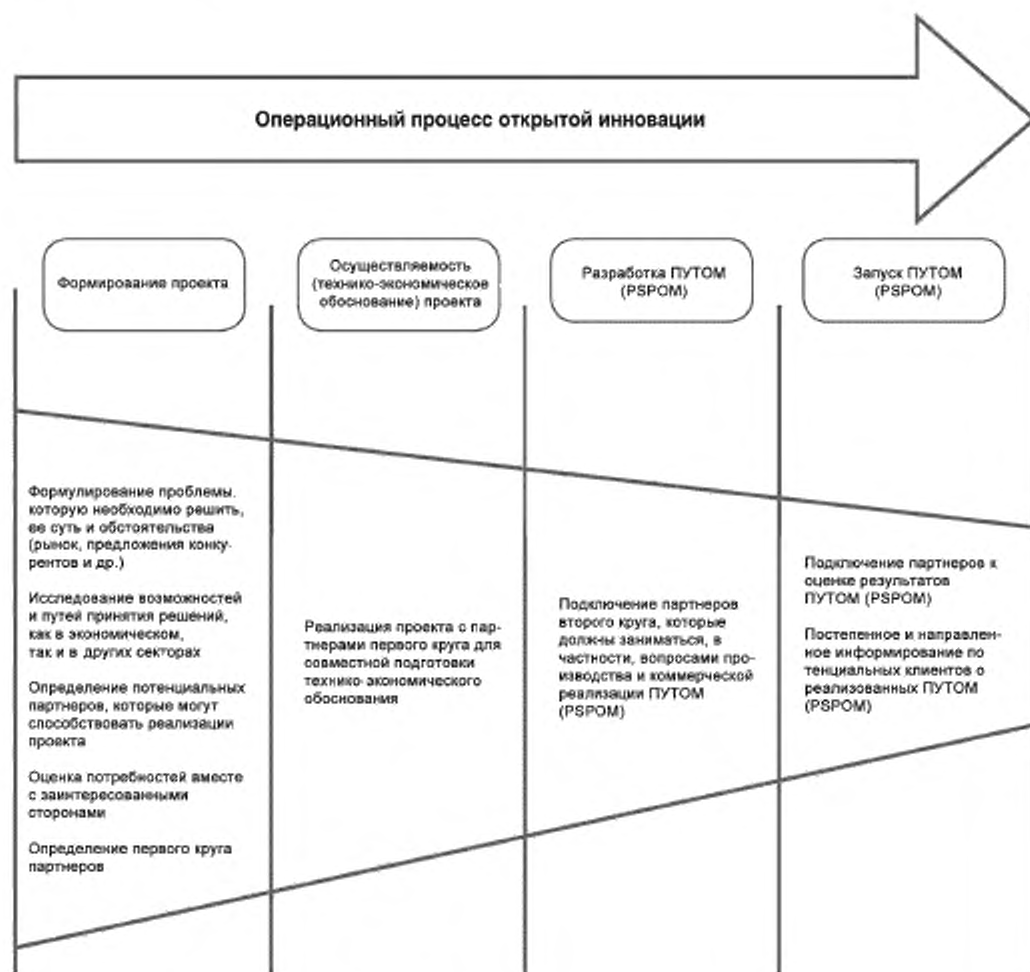 Операционный процесс открытой инновации
Формирование проекта
Осуществляемость
(технико-экономическое
обоснование) проекта
Разработка ПУТОМ
(PSPOM)
Запуск ПУТОМ
(PSPOM)
Формулирование проблемы.
которую необходимо решить,
ее суть и обстоятельства
(рынок, предложения конку-
рентов и др.)
Исследование возможностей
и путей принятия решений,
как в экономическом,
так и в других секторах
Определение потенциальных
партнеров, которые могут
способствовать реализации
проекта
Оценка потребностей вместе
с заинтересованными
сторонами
Определение первого круга
партнеров
Реализация проекта с пар-
тнерами первого круга для
совместной подготовки
технико-экономического
обоснования
Подключение партнеров
второго круга, которые
должны заниматься, в
частности, вопросами про-
изводства и коммерческой
реализации ПУТОМ
(PSPOM)
Подключение партнеров к
оценке результатов
ПУТОМ (PSPOM)
Постепенное и направлен-
ное информирование по
тенциальных клиентов о
реализованных ПУТОМ
(PSPOM)